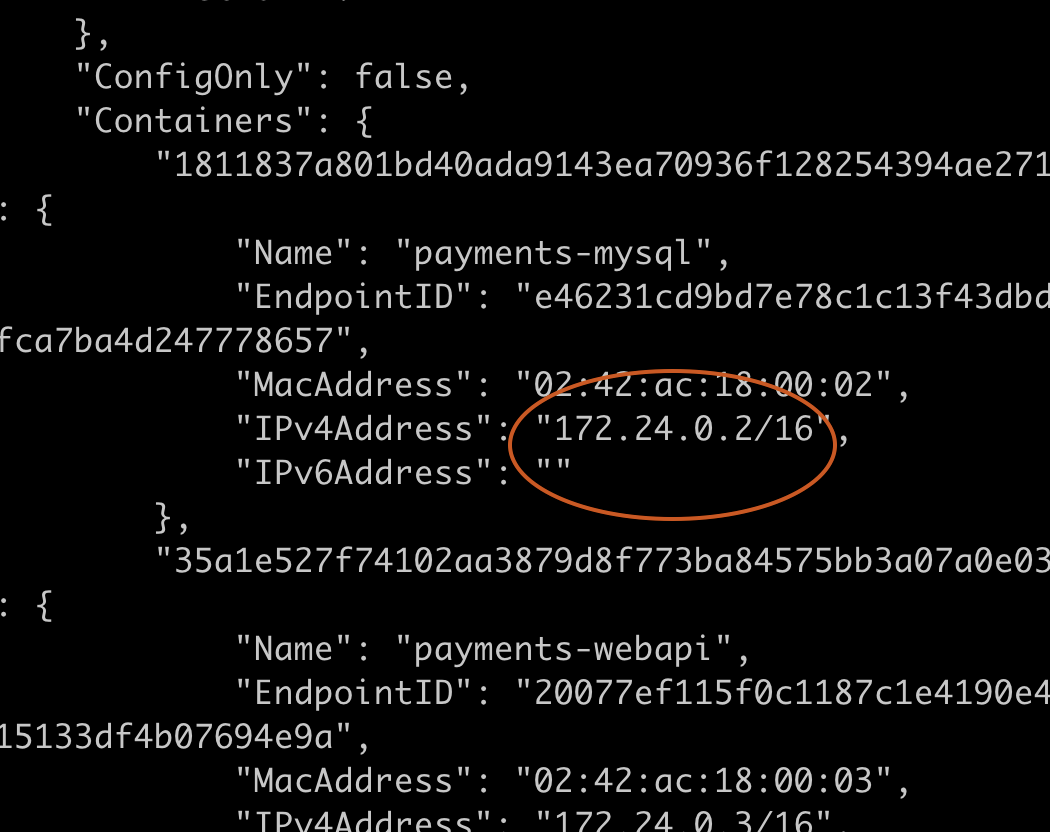 },
"ConfigOnly": false,
"Containers": {
"1811837a801bd40ada9143ea70936f128254394ae271
: {
"Name": "payments-mysql",
"EndpointID": "e46231cd9bd7e78c1c13f43dbd
fca7ba4d247778657",
"MacAddress": "02:42:ac:18:00:02",
"IPv4Address": "172.24.0.2/16",
"IPv6Address": ""
},
"35a1e527f74102aa3879d8f773ba84575bb3a07a0e03
: {
"Name": "payments-webapi",
"EndpointID": "20077ef115f0c1187c1e4190e4
15133df4b07694e9a",
"MacAddress": "02:42:ac:18:00:03",
"IPv4Address": "172.24.0.3/16",